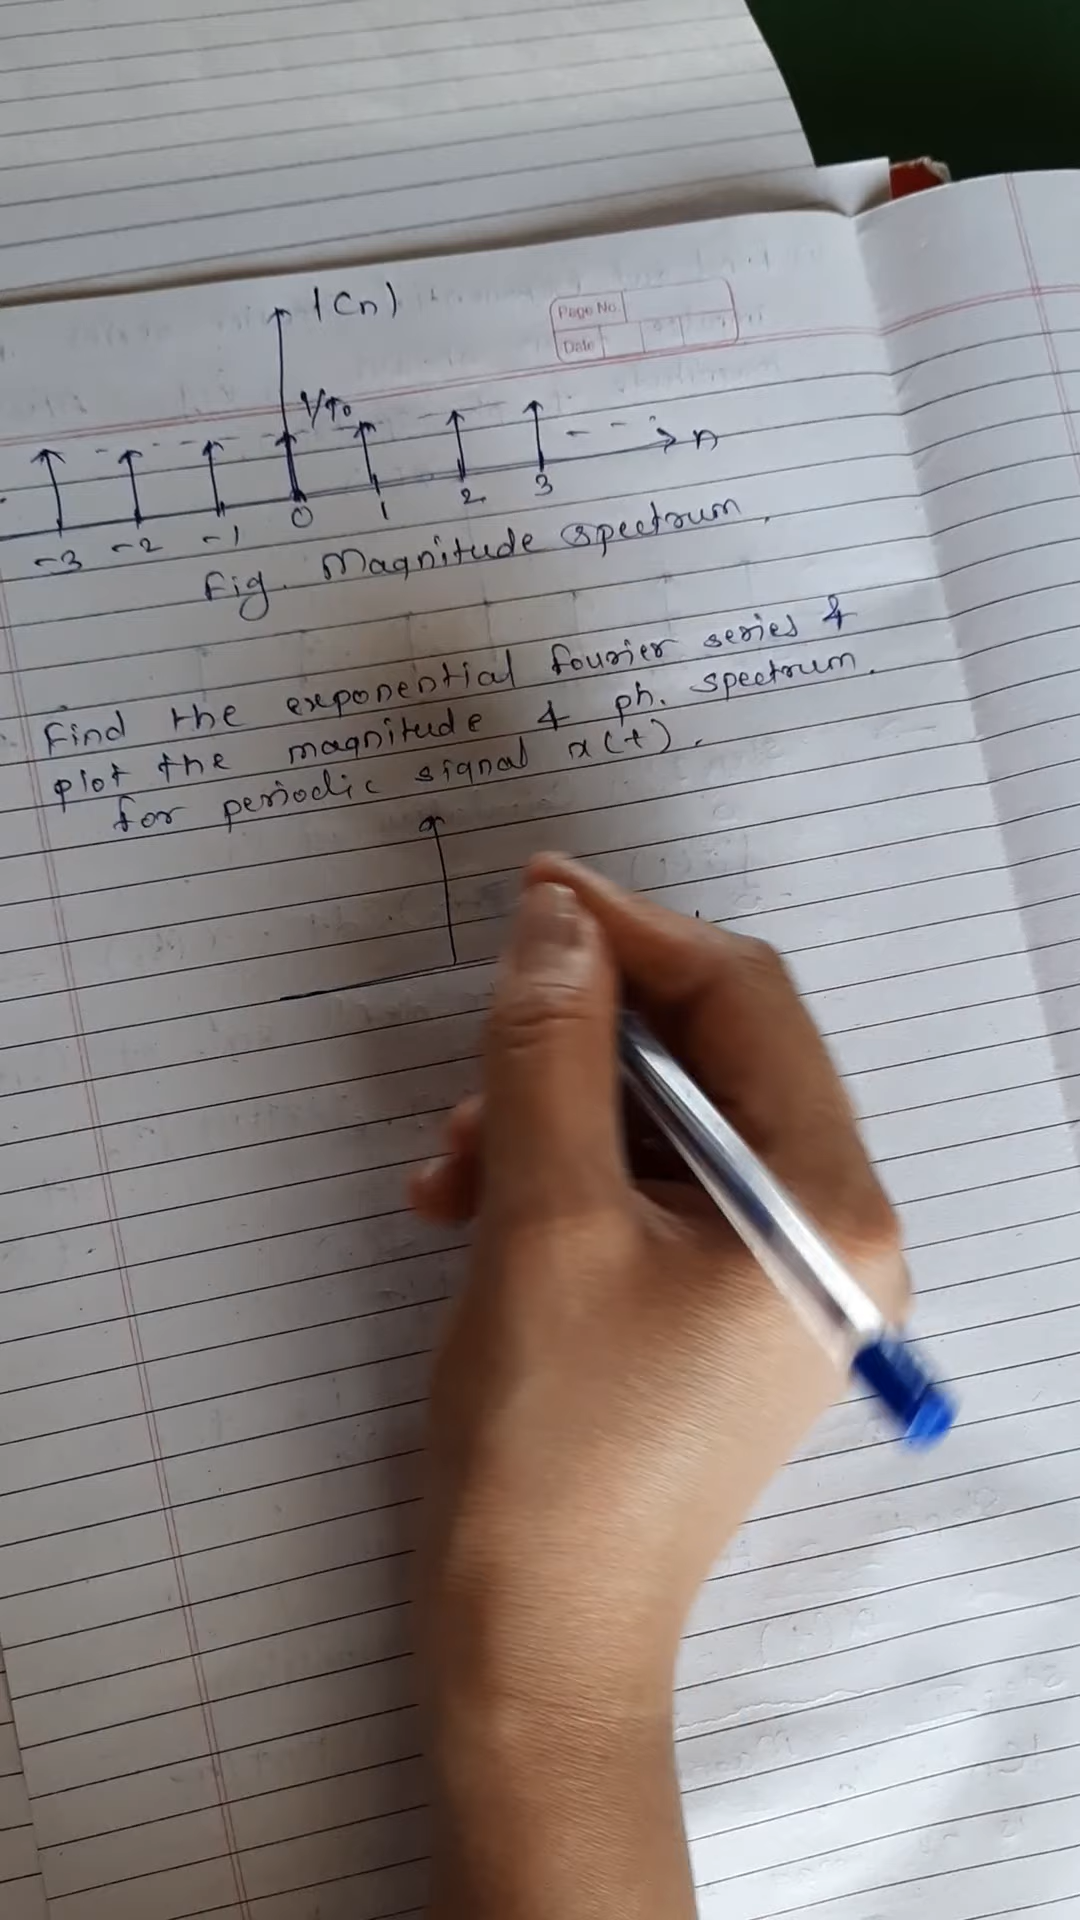 |Cn)
Page No.
Date
1/T0
n
-3 -2 -1 0 1 2 3
Fig. Magnitude spectrum.
Find the exponential fourier series &
plot the magnitude & ph. spectrum.
for periodic signal x(t).